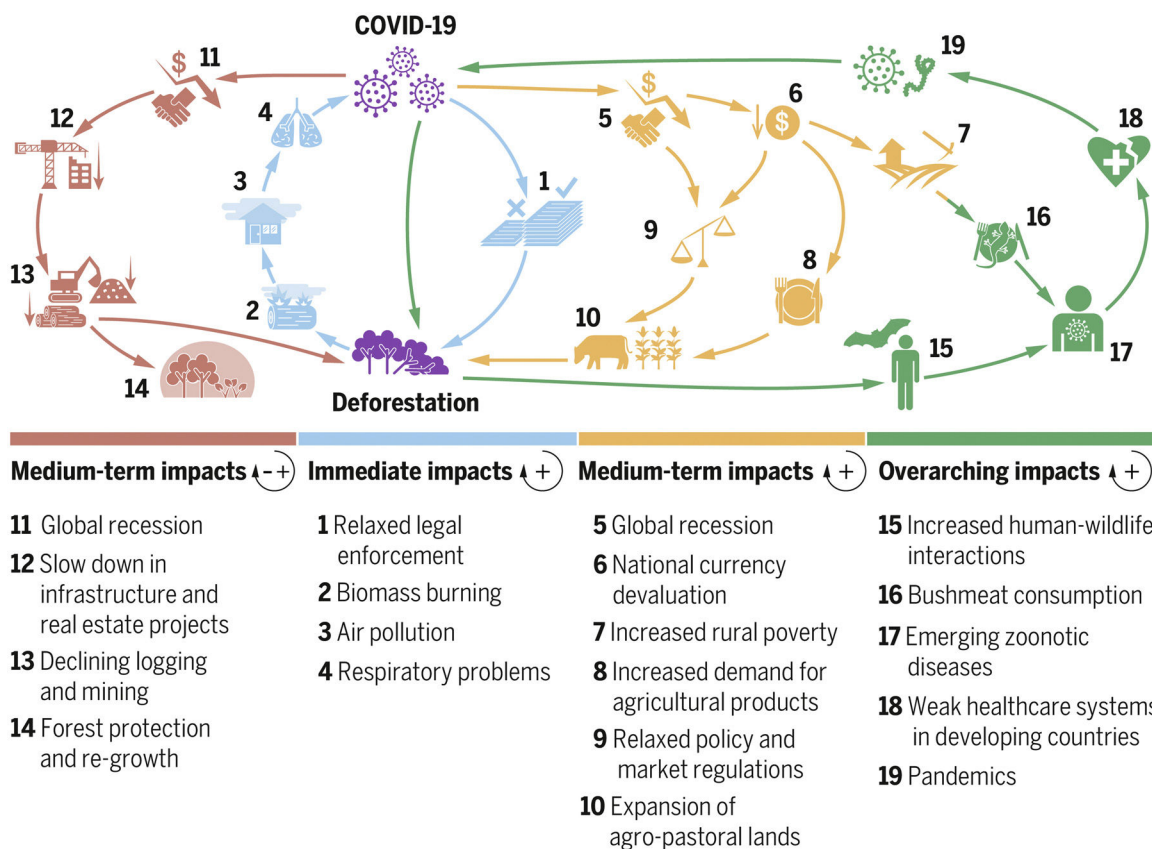 COVID-19
11
19
4
12
5
6
7
18
3
1
16
9
13
8
2
10
15
17
14
Deforestation
Medium-term impacts -+
11 Global recession
12 Slow down in
infrastructure and
real estate projects
13 Declining logging
and mining
14 Forest protection
and re-growth
Immediate impacts +
1 Relaxed legal
enforcement
2 Biomass burning
3 Air pollution
4 Respiratory problems
Medium-term impacts +
5 Global recession
6 National currency
devaluation
7 Increased rural poverty
8 Increased demand for
agricultural products
9 Relaxed policy and
market regulations
10 Expansion of
agro-pastoral lands
Overarching impacts +
15 Increased human-wildlife
interactions
16 Bushmeat consumption
17 Emerging zoonotic
diseases
18 Weak healthcare systems
in developing countries
19 Pandemics